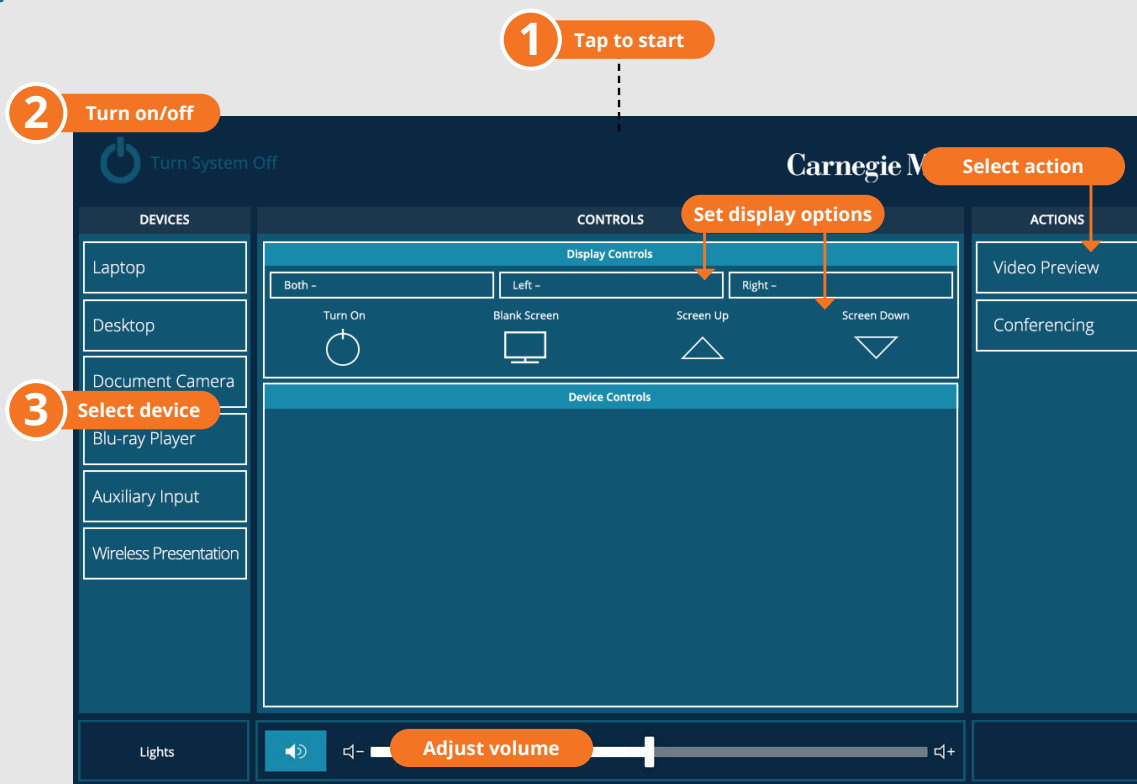 1 Tap to start
2 Turn on/off
Turn System Off
Carnegie
Select action
DEVICES
CONTROLS
Set display options
ACTIONS
Laptop
Desktop
Document Camera
3 Select device
Blu-ray Player
Auxiliary Input
Wireless Presentation
Display Controls
Both – Left – Right –
Turn On Blank Screen Screen Up Screen Down
Device Controls
Video Preview
Conferencing
Lights
– Adjust volume +